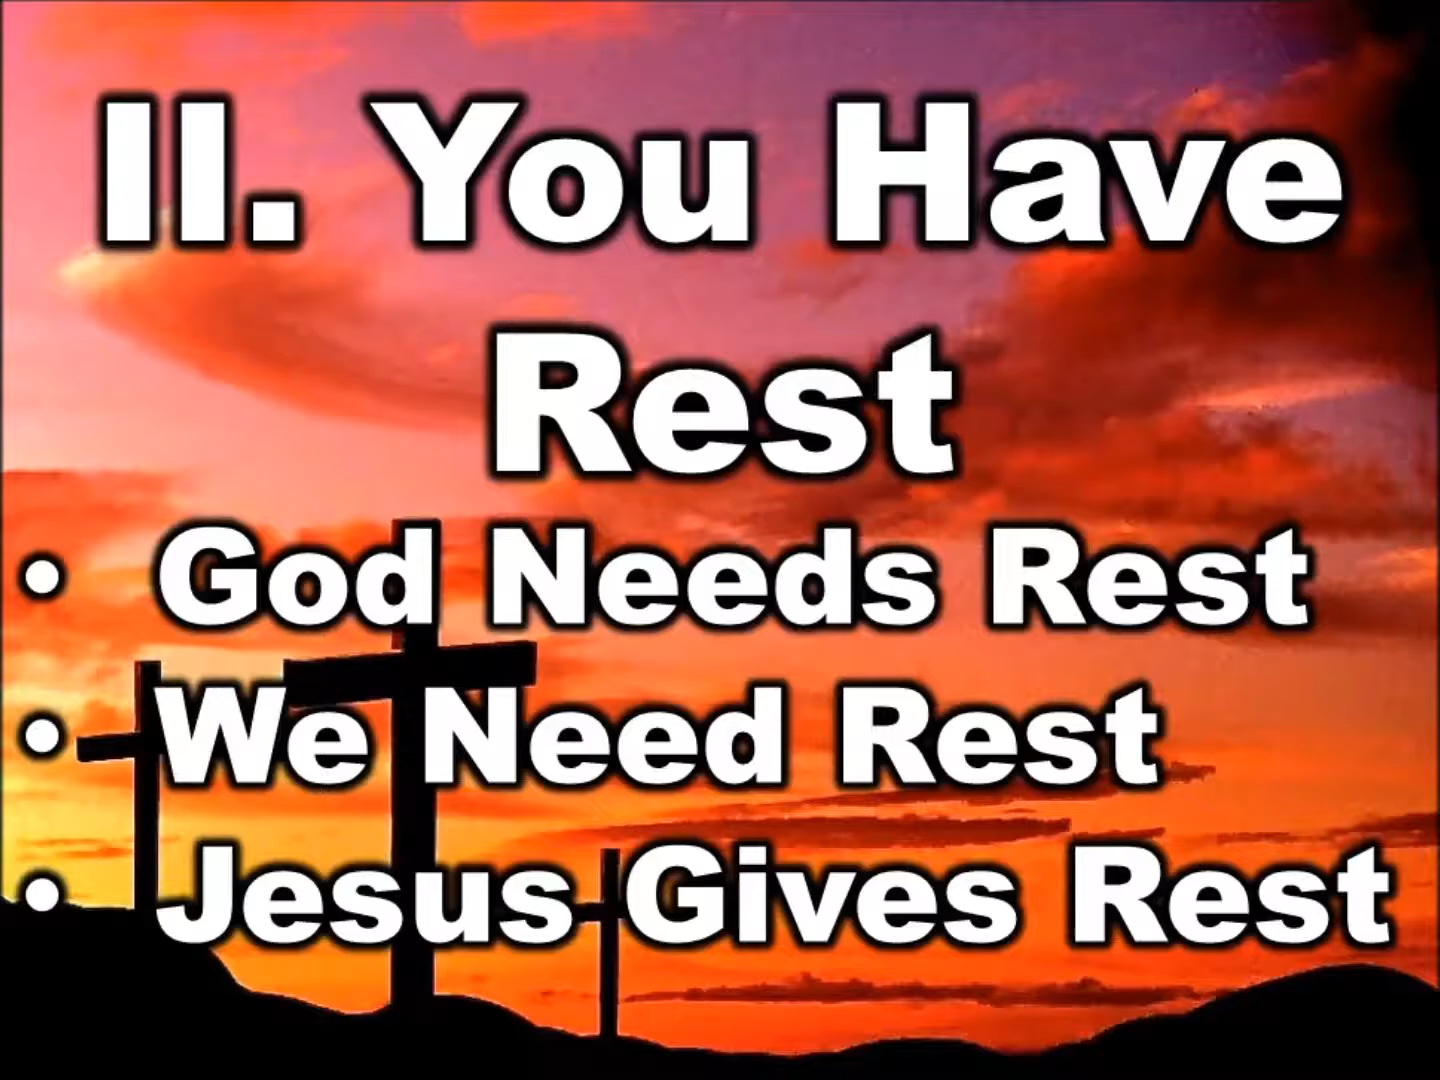 II. You Have
Rest
• God Needs Rest
• We Need Rest
• Jesus Gives Rest